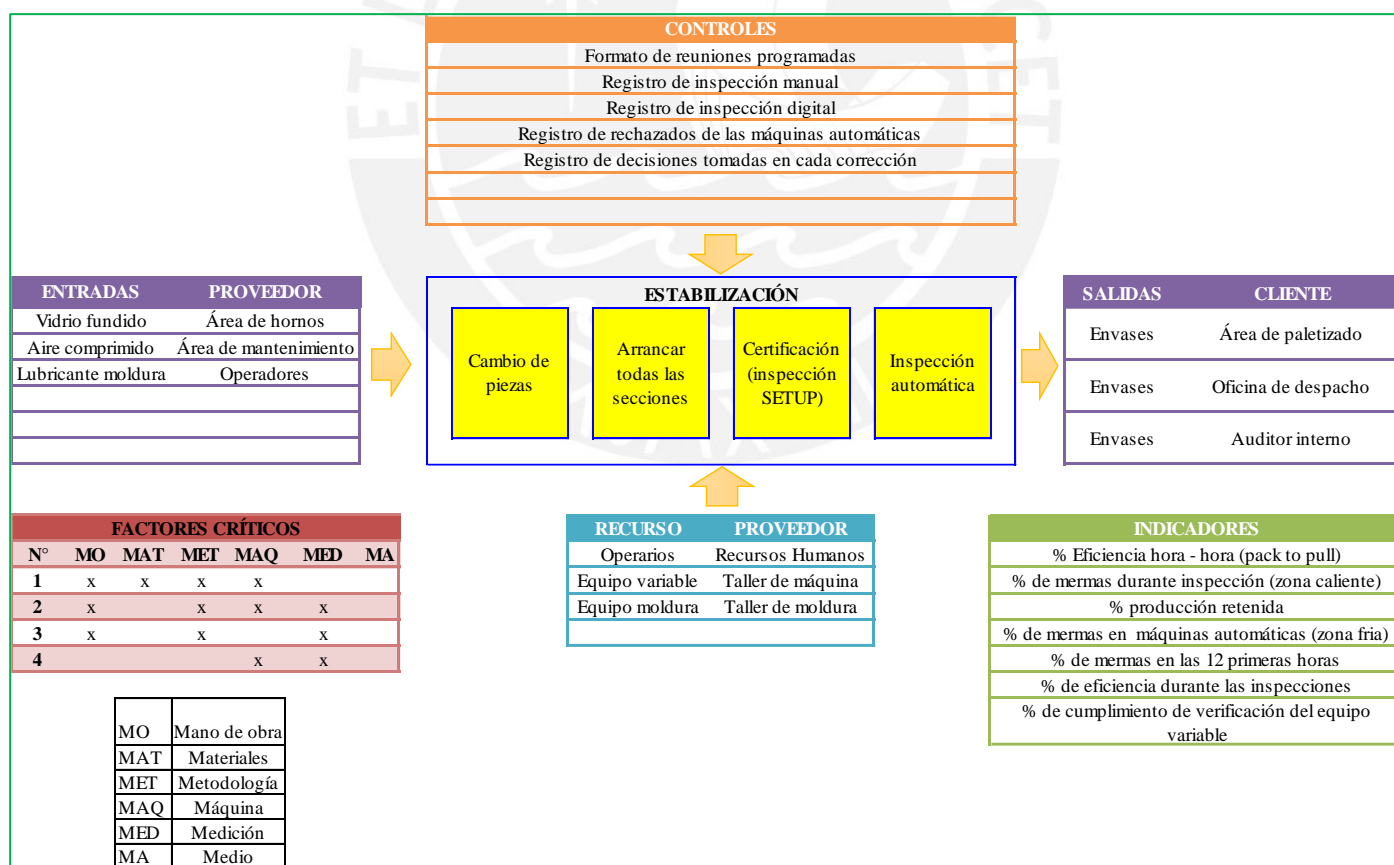 CONTROLES
Formato de reuniones programadas
Registro de inspección manual
Registro de inspección digital
Registro de rechazados de las máquinas automáticas
Registro de decisiones tomadas en cada corrección
ENTRADAS PROVEEDOR
Vidrio fundido Área de hornos
Aire comprimido Área de mantenimiento
Lubricante moldura Operadores
ESTABILIZACIÓN
Cambio de
piezas
Arrancar
todas las
secciones
Certificación
(inspección
SETUP)
Inspección
automática
SALIDAS CLIENTE
Envases Área de paletizado
Envases Oficina de despacho
Envases Auditor interno
FACTORES CRÍTICOS
N° MO MAT MET MAQ MED MA
1 x x x x
2 x x x x
3 x x x
4 x x
RECURSO PROVEEDOR
Operarios Recursos Humanos
Equipo variable Taller de máquina
Equipo moldura Taller de moldura
INDICADORES
% Eficiencia hora - hora (pack to pull)
% de mermas durante inspección (zona caliente)
% producción retenida
% de mermas en máquinas automáticas (zona fria)
% de mermas en las 12 primeras horas
% de eficiencia durante las inspecciones
% de cumplimiento de verificación del equipo
variable
MO Mano de obra
MAT Materiales
MET Metodología
MAQ Máquina
MED Medición
MA Medio